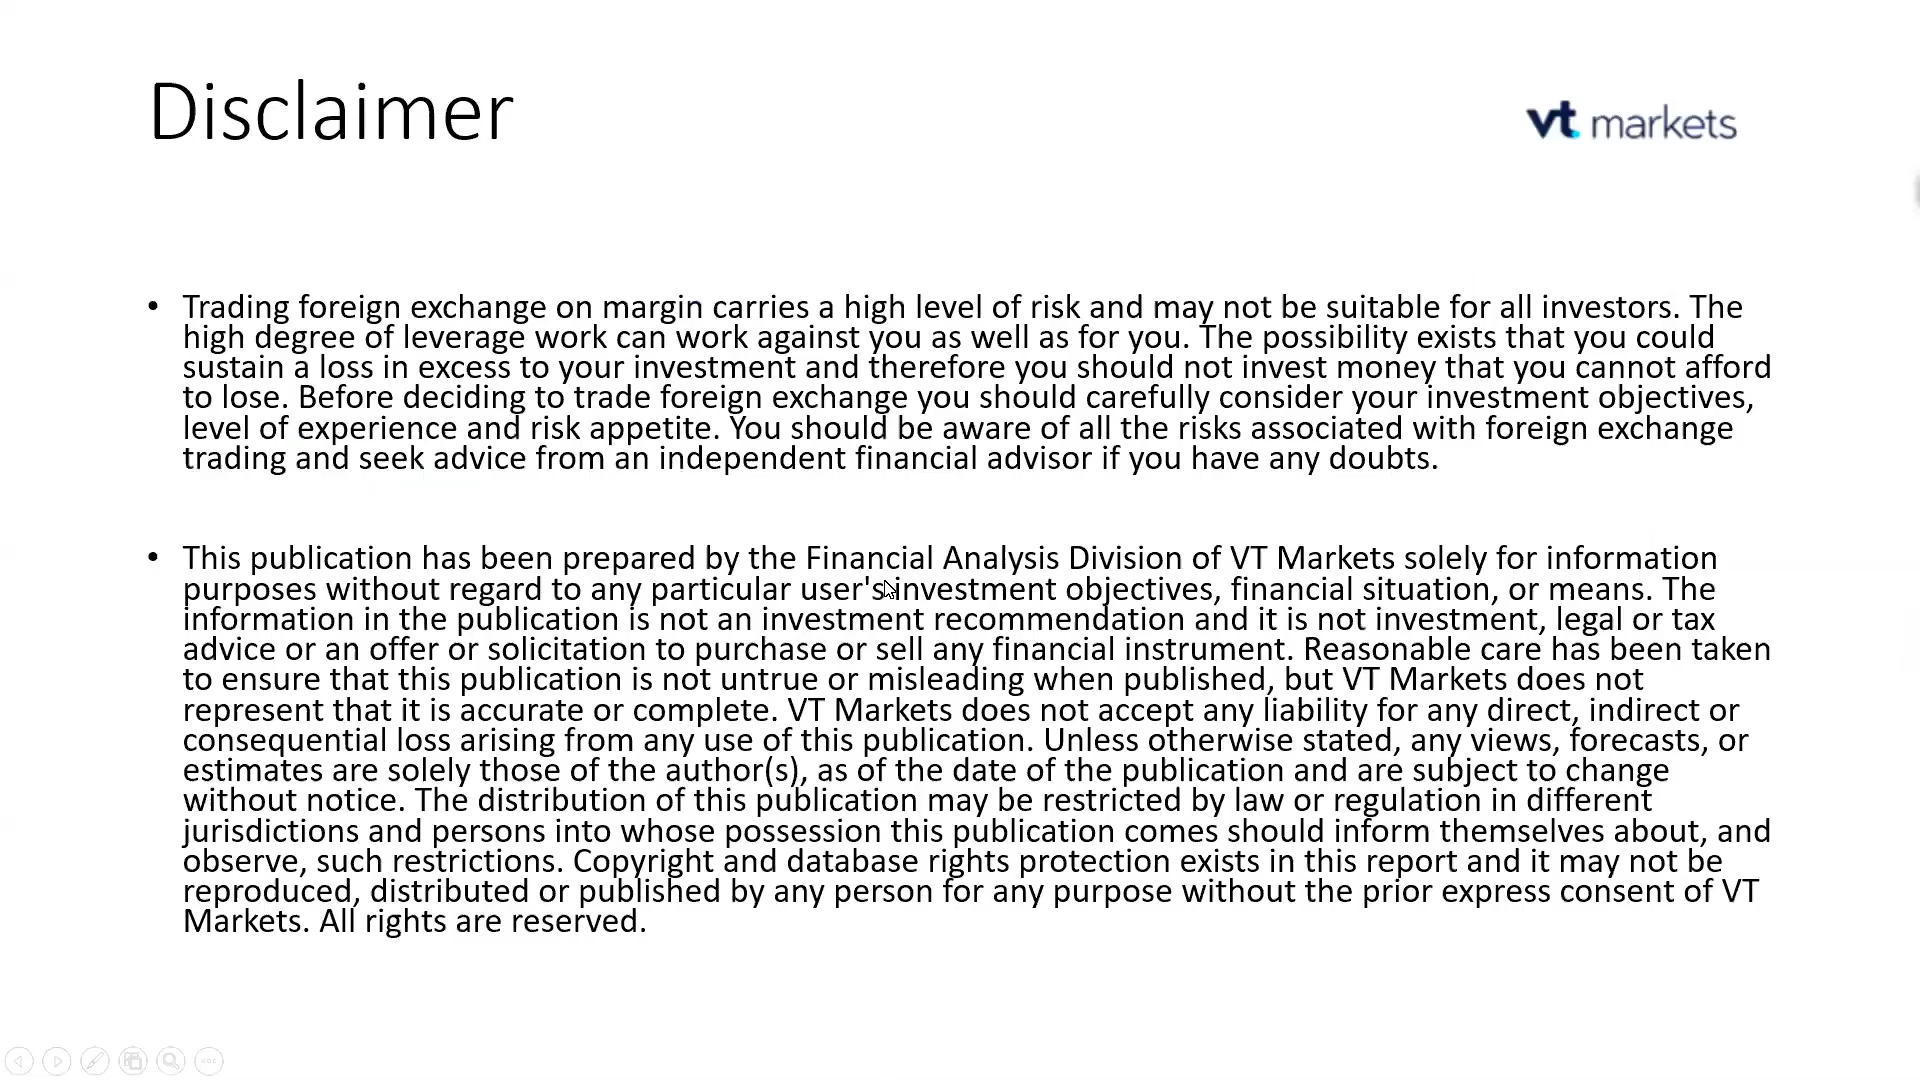 Disclaimer
vt markets
• Trading foreign exchange on margin carries a high level of risk and may not be suitable for all investors. The
high degree of leverage work can work against you as well as for you. The possibility exists that you could
sustain a loss in excess to your investment and therefore you should not invest money that you cannot afford
to lose. Before deciding to trade foreign exchange you should carefully consider your investment objectives,
level of experience and risk appetite. You should be aware of all the risks associated with foreign exchange
trading and seek advice from an independent financial advisor if you have any doubts.
• This publication has been prepared by the Financial Analysis Division of VT Markets solely for information
purposes without regard to any particular user's investment objectives, financial situation, or means. The
information in the publication is not an investment recommendation and it is not investment, legal or tax
advice or an offer or solicitation to purchase or sell any financial instrument. Reasonable care has been taken
to ensure that this publication is not untrue or misleading when published, but VT Markets does not
represent that it is accurate or complete. VT Markets does not accept any liability for any direct, indirect or
consequential loss arising from any use of this publication. Unless otherwise stated, any views, forecasts, or
estimates are solely those of the author(s), as of the date of the publication and are subject to change
without notice. The distribution of this publication may be restricted by law or regulation in different
jurisdictions and persons into whose possession this publication comes should inform themselves about, and
observe, such restrictions. Copyright and database rights protection exists in this report and it may not be
reproduced, distributed or published by any person for any purpose without the prior express consent of VT
Markets. All rights are reserved.